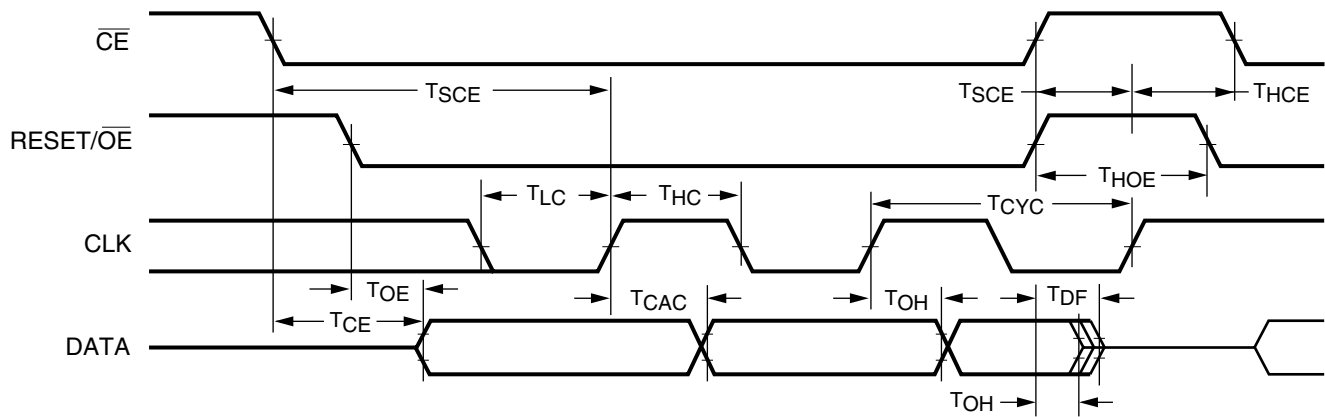 CE
TSCE TSCE THCE
RESET/OE
TLC THC THOE
TCYC
CLK
TOE TCAC TOH TDF
TCE
DATA
TOH